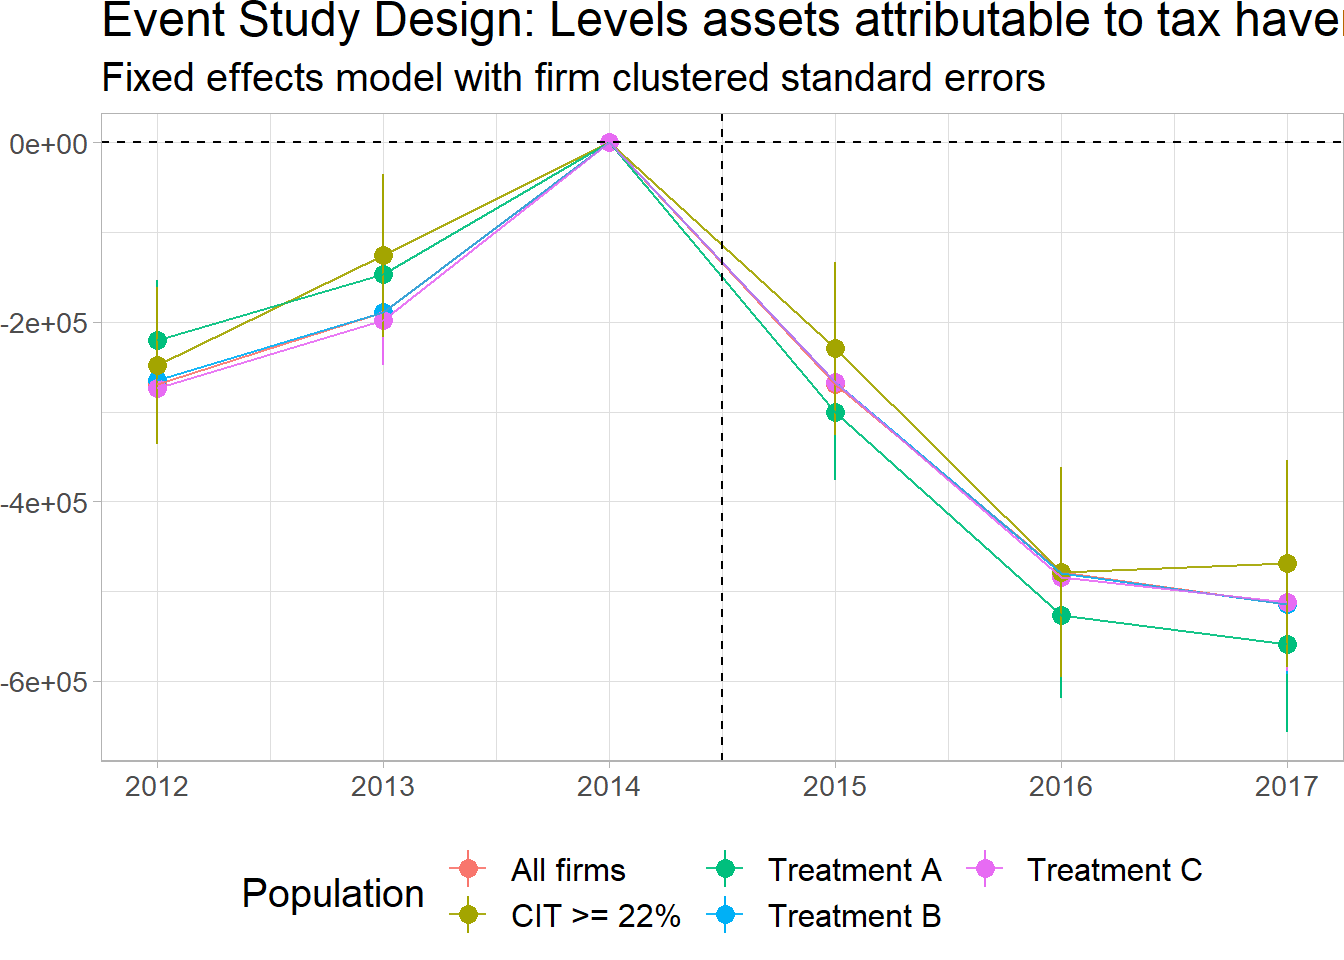 Event Study Design: Levels assets attributable to tax haven
Fixed effects model with firm clustered standard errors
0e+00
-2e+05
-4e+05
-6e+05
2012 2013 2014 2015 2016 2017
Population
All firms Treatment A Treatment C
CIT >= 22% Treatment B